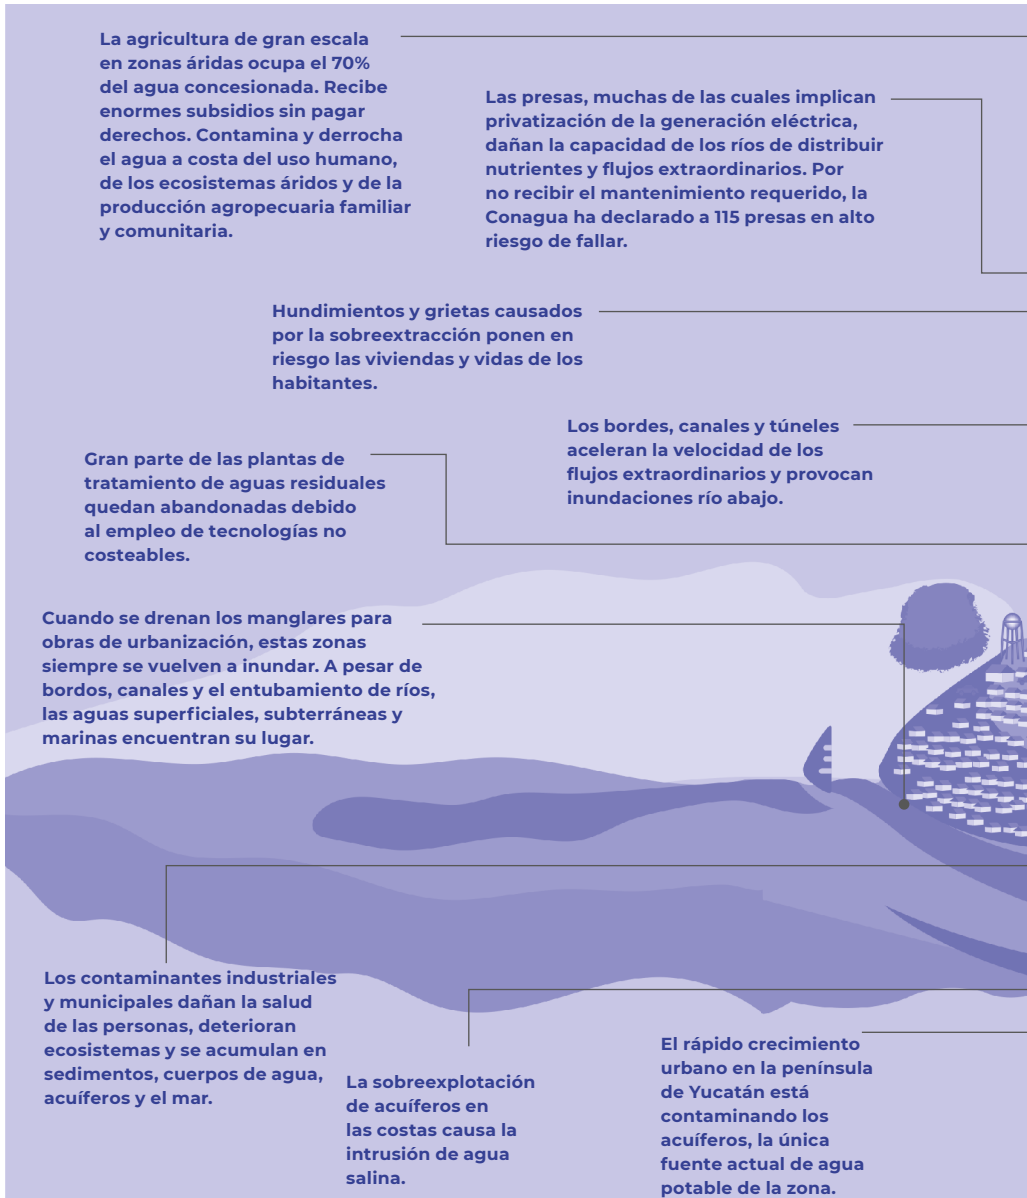 La agricultura de gran escala
en zonas áridas ocupa el 70%
del agua concesionada. Recibe
enormes subsidios sin pagar
derechos. Contamina y derrocha
el agua a costa del uso humano,
de los ecosistemas áridos y de la
producción agropecuaria familiar
y comunitaria.
Las presas, muchas de las cuales implican
privatización de la generación eléctrica,
dañan la capacidad de los ríos de distribuir
nutrientes y flujos extraordinarios. Por
no recibir el mantenimiento requerido, la
Conagua ha declarado a 115 presas en alto
riesgo de fallar.
Hundimientos y grietas causados
por la sobreextracción ponen en
riesgo las viviendas y vidas de los
habitantes.
Los bordes, canales y túneles
aceleran la velocidad de los
flujos extraordinarios y provocan
inundaciones río abajo.
Gran parte de las plantas de
tratamiento de aguas residuales
quedan abandonadas debido
al empleo de tecnologías no
costeables.
Cuando se drenan los manglares para
obras de urbanización, estas zonas
siempre se vuelven a inundar. A pesar de
bordos, canales y el entubamiento de ríos,
las aguas superficiales, subterráneas y
marinas encuentran su lugar.
Los contaminantes industriales
y municipales dañan la salud
de las personas, deterioran
ecosistemas y se acumulan en
sedimentos, cuerpos de agua,
acuíferos y el mar.
La sobreexplotación
de acuíferos en
las costas causa la
intrusión de agua
salina.
El rápido crecimiento
urbano en la península
de Yucatán está
contaminando los
acuíferos, la única
fuente actual de agua
potable de la zona.